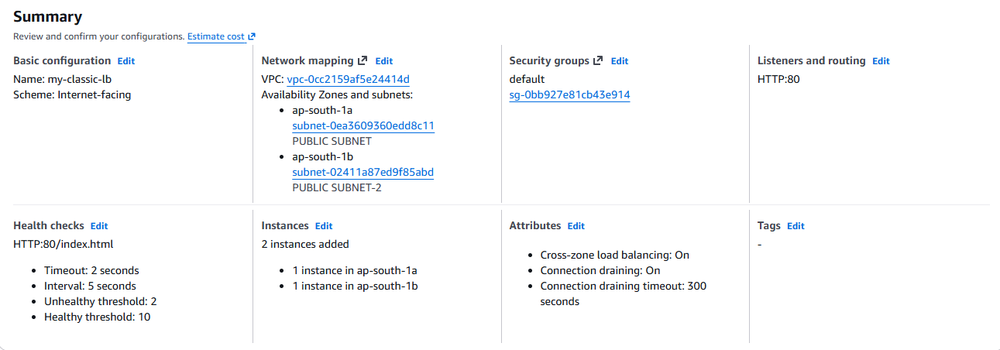 Summary
Review and confirm your configurations. Estimate cost
Basic configuration Edit
Name: my-classic-lb
Scheme: Internet-facing
Network mapping Edit
VPC: vpc-0cc2159af5e24414d
Availability Zones and subnets:
ap-south-1a
subnet-0ea3609360edd8c11
PUBLIC SUBNET
ap-south-1b
subnet-02411a87ed9f85abd
PUBLIC SUBNET-2
Security groups Edit
default
sg-0bb927e81cb43e914
Listeners and routing Edit
HTTP:80
Health checks Edit
HTTP:80/index.html
Timeout: 2 seconds
Interval: 5 seconds
Unhealthy threshold: 2
Healthy threshold: 10
Instances Edit
2 instances added
1 instance in ap-south-1a
1 instance in ap-south-1b
Attributes Edit
Cross-zone load balancing: On
Connection draining: On
Connection draining timeout: 300
seconds
Tags Edit
-